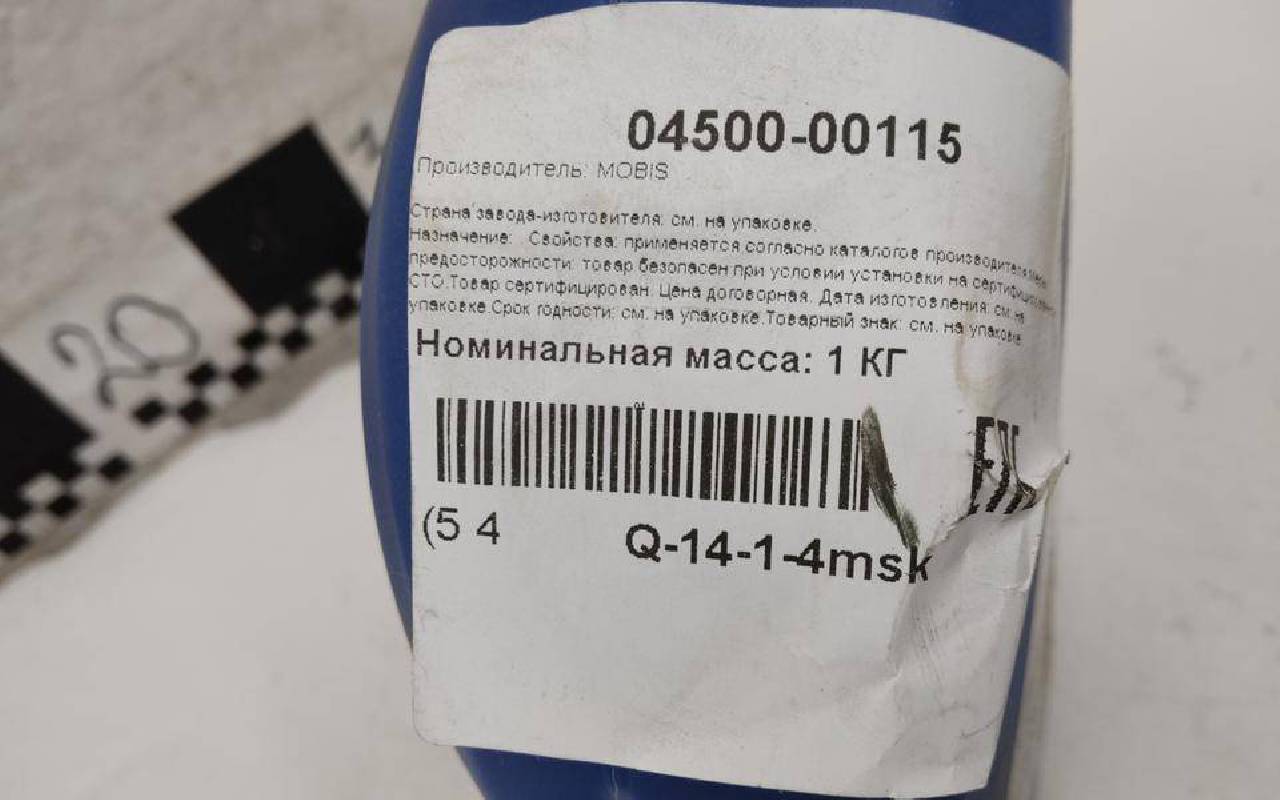 04500-00115
Производитель: MOBIS
Страна завода-изготовителя: см. на упаковке.
Назначение: Свойства: применяется согласно каталогов производителя
предосторожности: товар безопасен при условии установки на
СТО.Товар сертифицирован. Цена договорная. Дата изготовления: см. на
упаковке.Срок годности: см. на упаковке.Товарный знак: см. на упаковке
Номинальная масса: 1 КГ
(5 4
Q-14-1-4msk
20